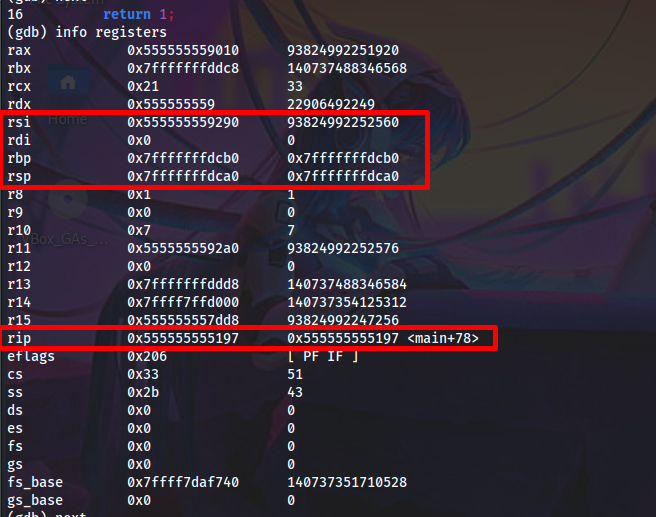 16 return 1;
(gdb) info registers
rax 0x555555559010 93824992251920
rbx 0x7fffffffddc8 140737488346568
rcx 0x21 33
rdx 0x555555559 22906492249
rsi 0x555555559290 93824992252560
rdi 0x0 0
rbp 0x7fffffffdcb0 0x7fffffffdcb0
rsp 0x7fffffffdca0 0x7fffffffdca0
r8 0x1 1
r9 0x0 0
r10 0x7 7
r11 0x5555555592a0 93824992252576
r12 0x0 0
r13 0x7fffffffddd8 140737488346584
r14 0x7ffff7ffd000 140737354125312
r15 0x555555557dd8 93824992247256
rip 0x555555555197 0x555555555197 <main+78>
eflags 0x206 [ PF IF ]
cs 0x33 51
ss 0x2b 43
ds 0x0 0
es 0x0 0
fs 0x0 0
gs 0x0 0
fs_base 0x7ffff7daf740 140737351710528
gs_base 0x0 0
(gdb) next
Home
Box_GAs_...